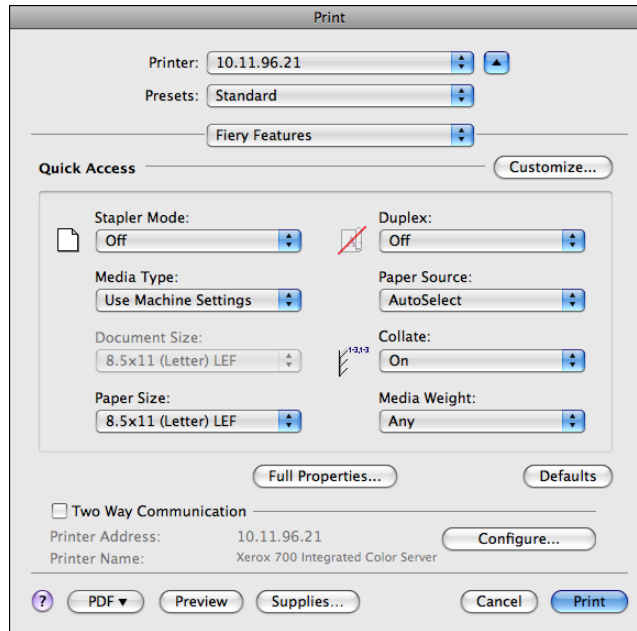 Print
Printer: 10.11.96.21
Presets: Standard
Fiery Features
Quick Access Customize...
Stapler Mode: Duplex:
Off Off
Media Type: Paper Source:
Use Machine Settings AutoSelect
Document Size: Collate:
8.5x11 (Letter) LEF 1-3,1-3 On
Paper Size: Media Weight:
8.5x11 (Letter) LEF Any
Full Properties... Defaults
Two Way Communication
Printer Address: 10.11.96.21 Configure...
Printer Name: Xerox 700 Integrated Color Server
? PDF▼ Preview Supplies... Cancel Print